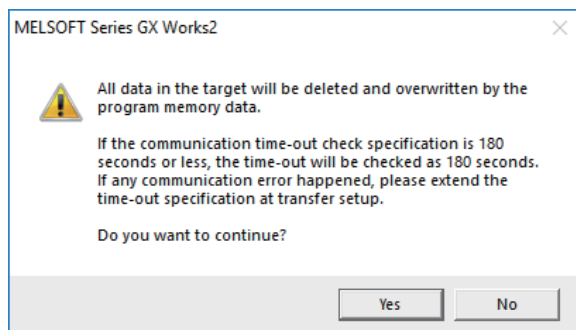 MELSOFT Series GX Works2
All data in the target will be deleted and overwritten by the
program memory data.
If the communication time-out check specification is 180
seconds or less, the time-out will be checked as 180 seconds.
If any communication error happened, please extend the
time-out specification at transfer setup.
Do you want to continue?
Yes
No